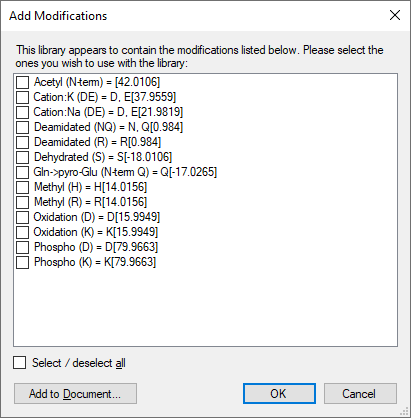 Add Modifications
This library appears to contain the modifications listed below. Please select the
ones you wish to use with the library:
Acetyl (N-term) = [42.0106]
Cation:K (DE) = D, E[37.9559]
Cation:Na (DE) = D, E[21.9819]
Deamidated (NQ) = N, Q[0.984]
Deamidated (R) = R[0.984]
Dehydrated (S) = S[-18.0106]
Gln->pyro-Glu (N-term Q) = Q[-17.0265]
Methyl (H) = H[14.0156]
Methyl (R) = R[14.0156]
Oxidation (D) = D[15.9949]
Oxidation (K) = K[15.9949]
Phospho (D) = D[79.9663]
Phospho (K) = K[79.9663]
Select / deselect all
Add to Document...
OK
Cancel